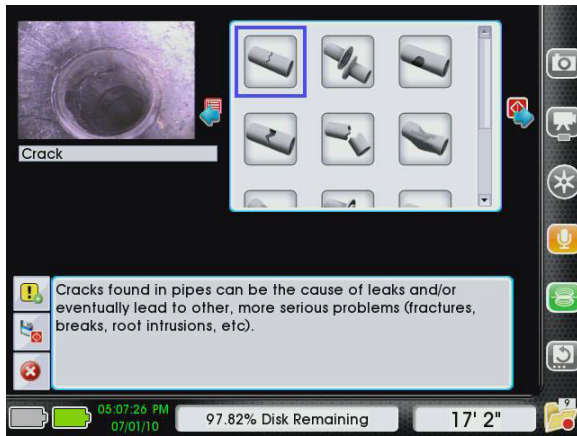 Crack
Cracks found in pipes can be the cause of leaks and/or
eventually lead to other, more serious problems (fractures,
breaks, root intrusions, etc).
05:07:26 PM
07/01/10
97.82% Disk Remaining
17' 2"
9